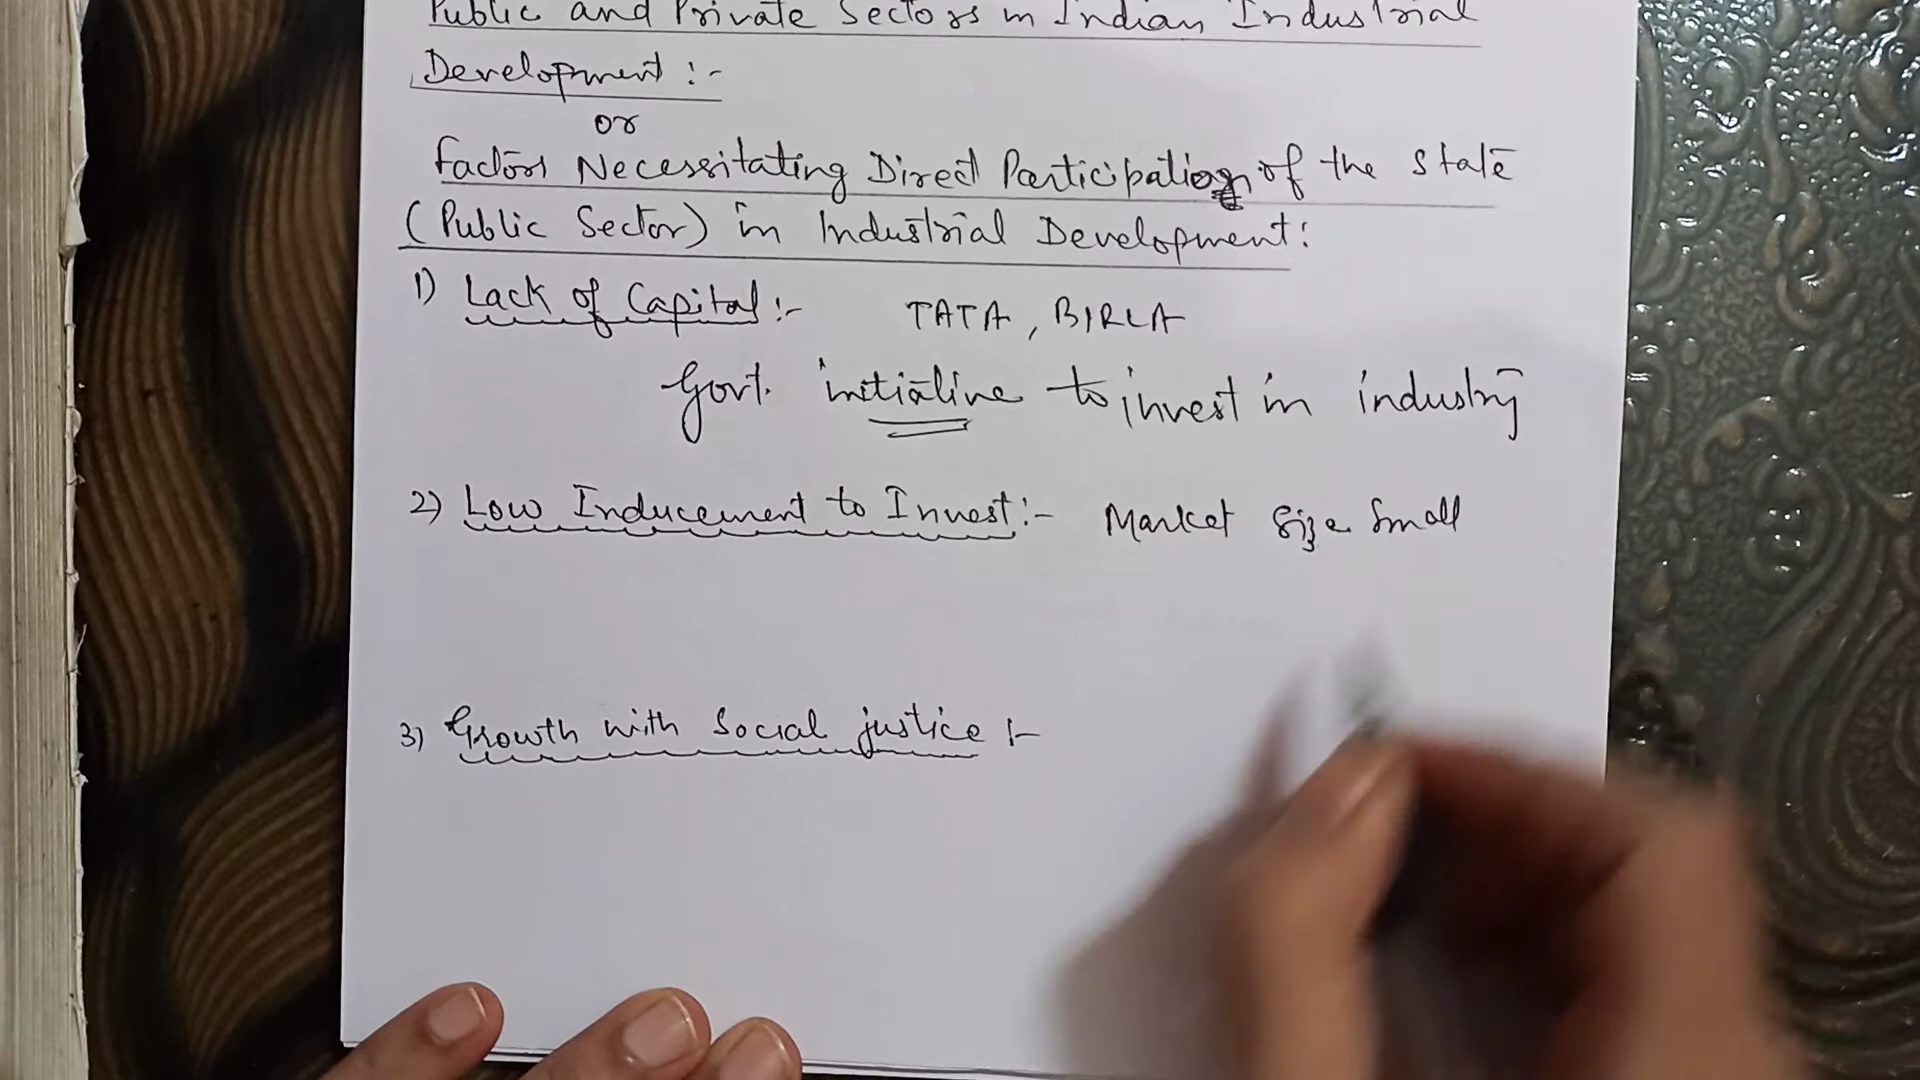 Public and Private Sectors in Indian Industrial
Development :-
or
Factors Necessitating Direct Participation of the State
(Public Sector) in Industrial Development:
1) Lack of Capital :- TATA, BIRLA
Govt. initiative to invest in industry
2) Low Inducement to Invest :- Market Size Small
3) Growth with Social justice :-